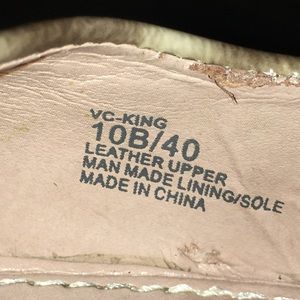 VC-KING
10B/40
LEATHER UPPER
MAN MADE LINING/SOLE
MADE IN CHINA